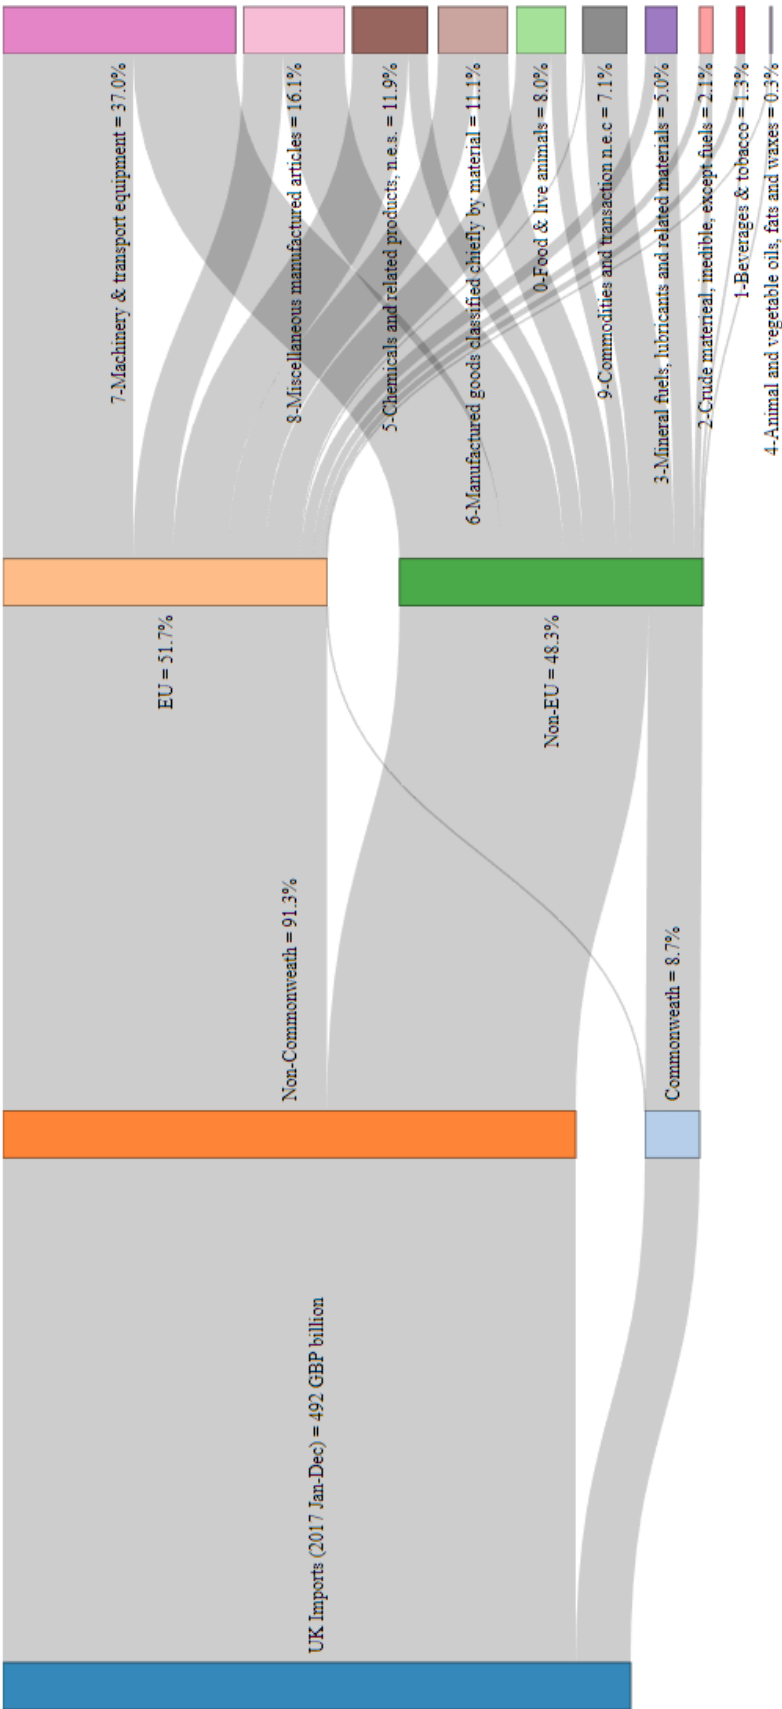 UK Imports (2017 Jan-Dec) = 492 GBP billion
Non-Commonweath = 91.3%
Commonweath = 8.7%
EU = 51.7%
Non-EU = 48.3%
7-Machinery & transport equipment = 37.0%
8-Miscellaneous manufactured articles = 16.1%
5-Chemicals and related products, n.e.s. = 11.9%
6-Manufactured goods classified chiefly by material = 11.1%
0-Food & live animals = 8.0%
9-Commodities and transaction n.e.c = 7.1%
3-Mineral fuels, lubricants and related materials = 5.0%
2-Crude materieal, inedible, except fuels = 2.1%
1-Beverages & tobacco = 1.3%
4-Animal and vegetable oils, fats and waxes = 0.3%